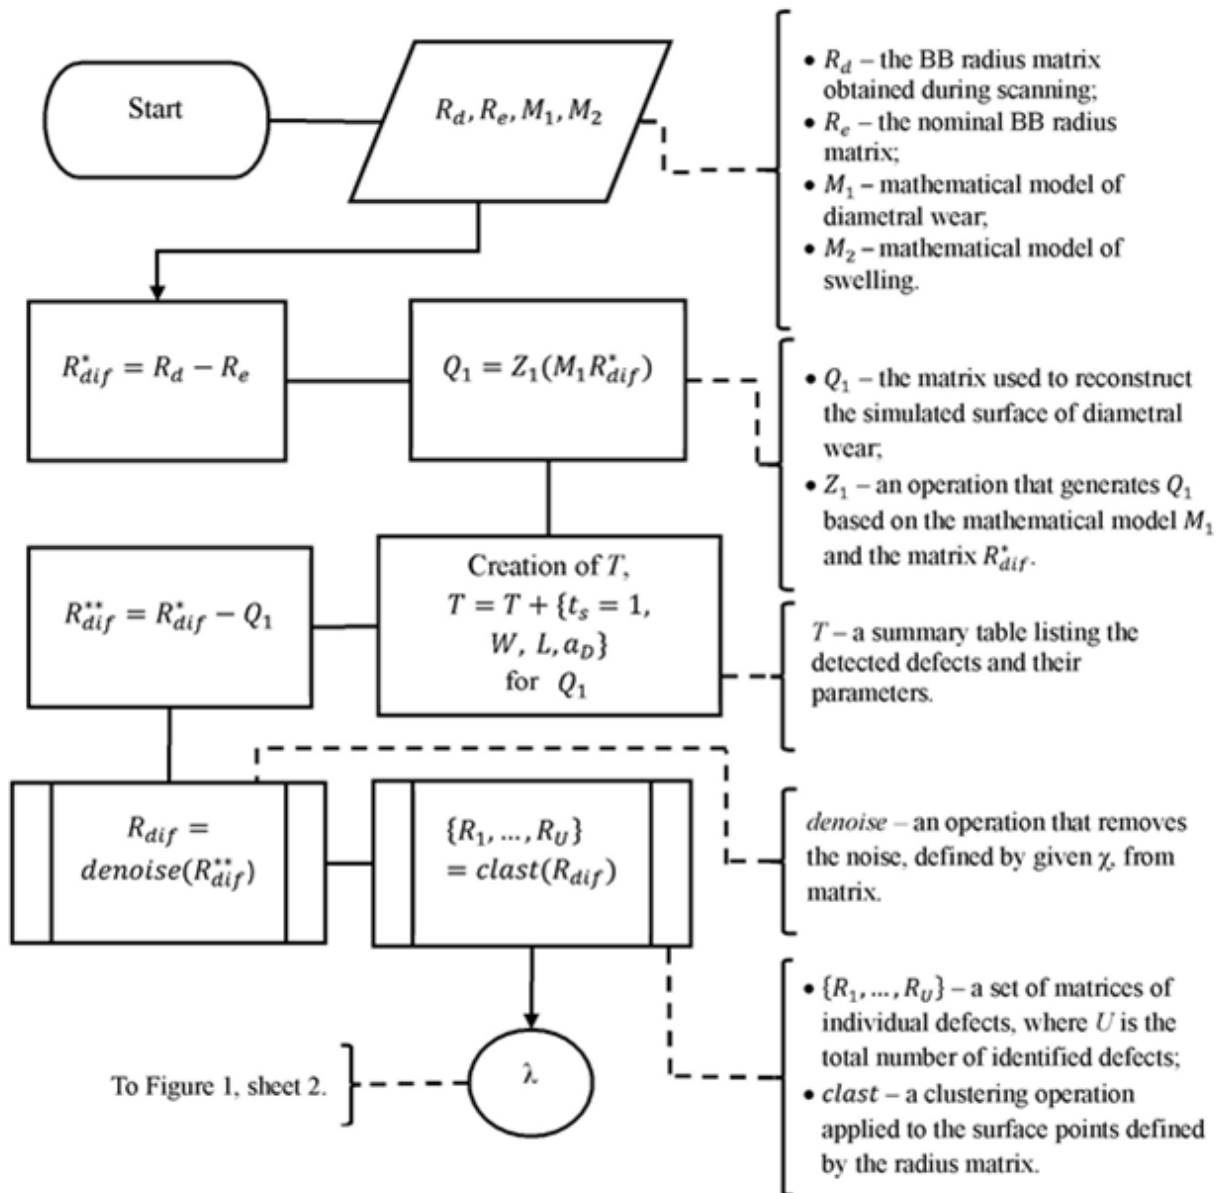 Start
R_d, R_e, M_1, M_2
• R_d – the BB radius matrix
obtained during scanning;
• R_e – the nominal BB radius
matrix;
• M_1 – mathematical model of
diametral wear;
• M_2 – mathematical model of
swelling.
R*_dif = R_d − R_e
Q_1 = Z_1(M_1R*_dif)
• Q_1 – the matrix used to reconstruct
the simulated surface of diametral
wear;
• Z_1 – an operation that generates Q_1
based on the mathematical model M_1
and the matrix R*_dif.
R**_dif = R*_dif − Q_1
Creation of T,
T = T + {t_s = 1,
W, L, a_D}
for Q_1
T – a summary table listing the
detected defects and their
parameters.
R_dif =
denoise(R**_dif)
{R_1, …, R_U}
= clast(R_dif)
denoise – an operation that removes
the noise, defined by given χ, from
matrix.
• {R_1, …, R_U} – a set of matrices of
individual defects, where U is the
total number of identified defects;
• clast – a clustering operation
applied to the surface points defined
by the radius matrix.
To Figure 1, sheet 2.
λ